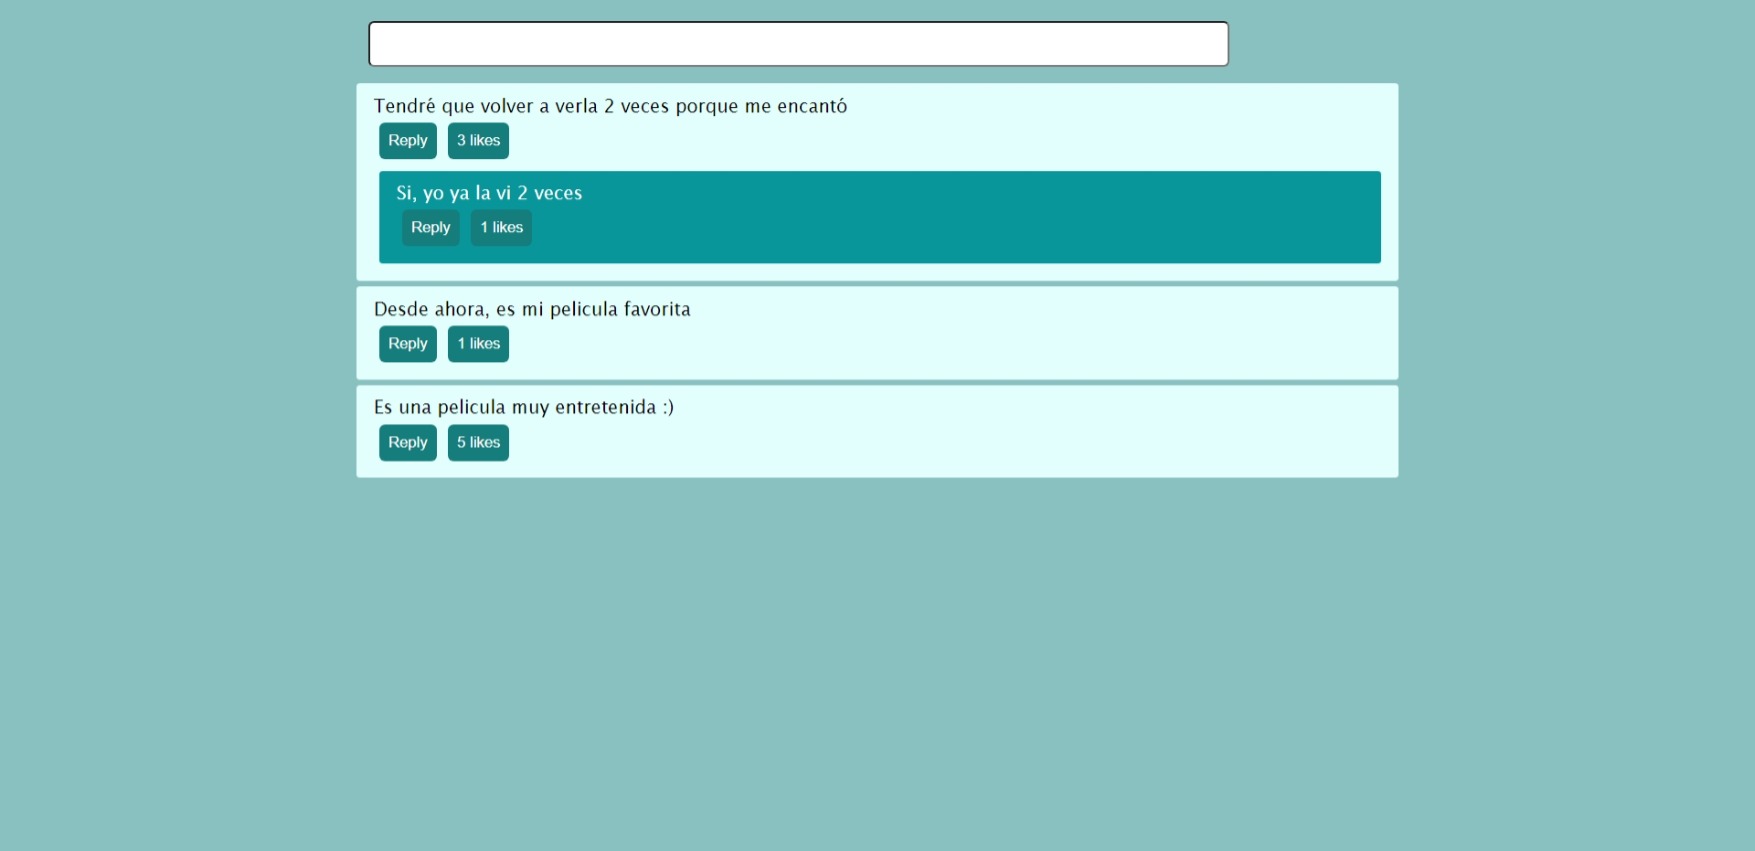 Tendré que volver a verla 2 veces porque me encantó
Reply 3 likes
Si, yo ya la vi 2 veces
Reply 1 likes
Desde ahora, es mi pelicula favorita
Reply 1 likes
Es una pelicula muy entretenida :)
Reply 5 likes